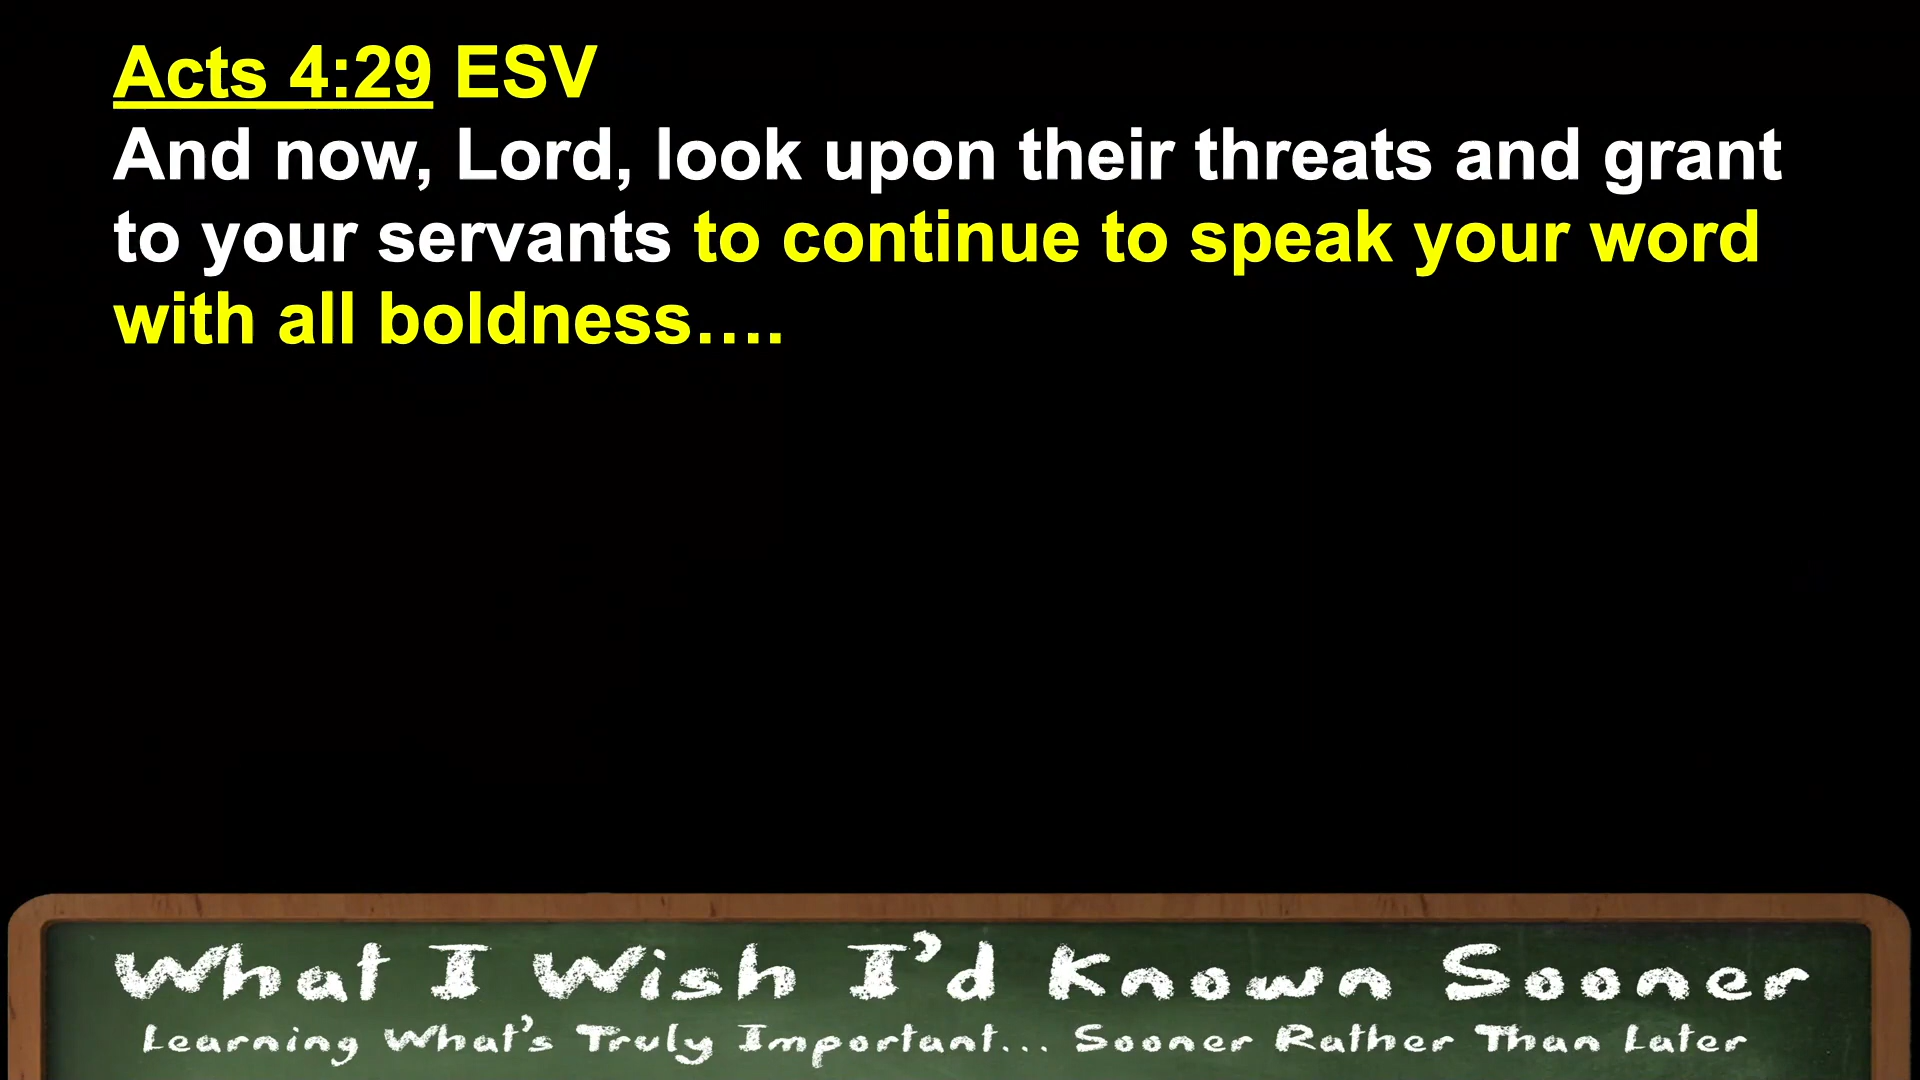 Acts 4:29 ESV
And now, Lord, look upon their threats and grant
to your servants to continue to speak your word
with all boldness….
What I Wish I’d Known Sooner
Learning What’s Truly Important... Sooner Rather Than Later